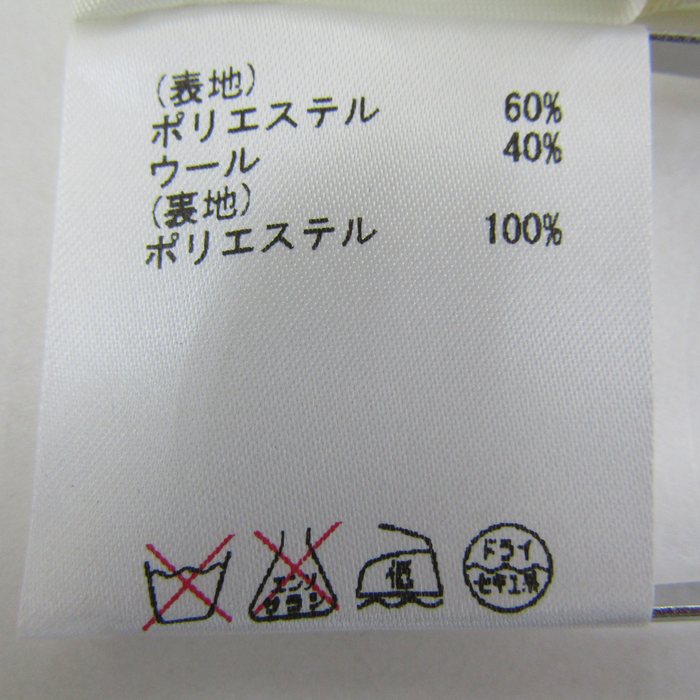 (表地)
ポリエステル 60%
ウール 40%
(裏地)
ポリエステル 100%
エンソ
サラシ
低
ドライ
セキユ系